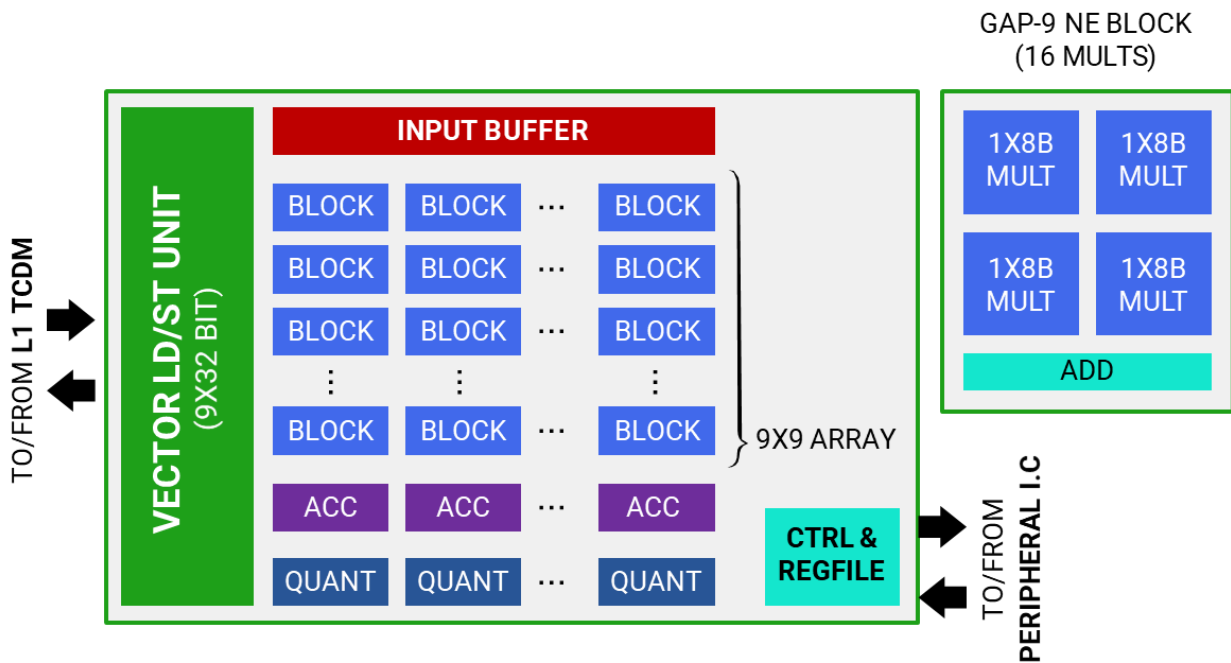 GAP-9 NE BLOCK
(16 MULTS)
INPUT BUFFER
BLOCK BLOCK ... BLOCK
BLOCK BLOCK ... BLOCK
BLOCK BLOCK ... BLOCK
⋮ ⋮ ⋮
BLOCK BLOCK ... BLOCK
9X9 ARRAY
ACC ACC ... ACC
QUANT QUANT ... QUANT
VECTOR LD/ST UNIT
(9X32 BIT)
TO/FROM L1 TCDM
CTRL &
REGFILE
TO/FROM
PERIPHERAL I.C
1X8B
MULT
1X8B
MULT
1X8B
MULT
1X8B
MULT
ADD